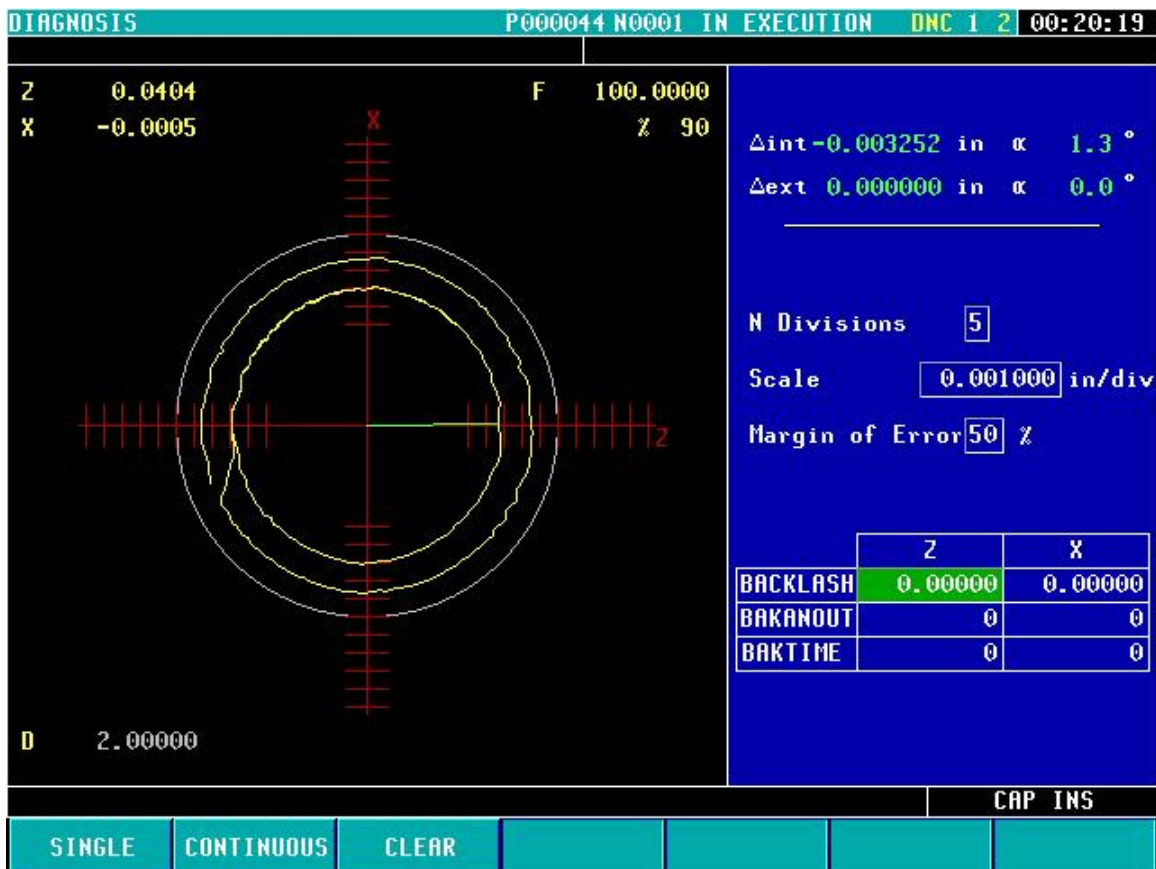 DIAGNOSIS P000044 N0001 IN EXECUTION DNC 1 2 00:20:19
Z 0.0404 F 100.0000
X -0.0005 % 90
X
Z
D 2.00000
Δint -0.003252 in α 1.3 °
Δext 0.000000 in α 0.0 °
N Divisions 5
Scale 0.001000 in/div
Margin of Error 50 %
Z X
BACKLASH 0.00000 0.00000
BAKANOUT 0 0
BAKTIME 0 0
CAP INS
SINGLE CONTINUOUS CLEAR